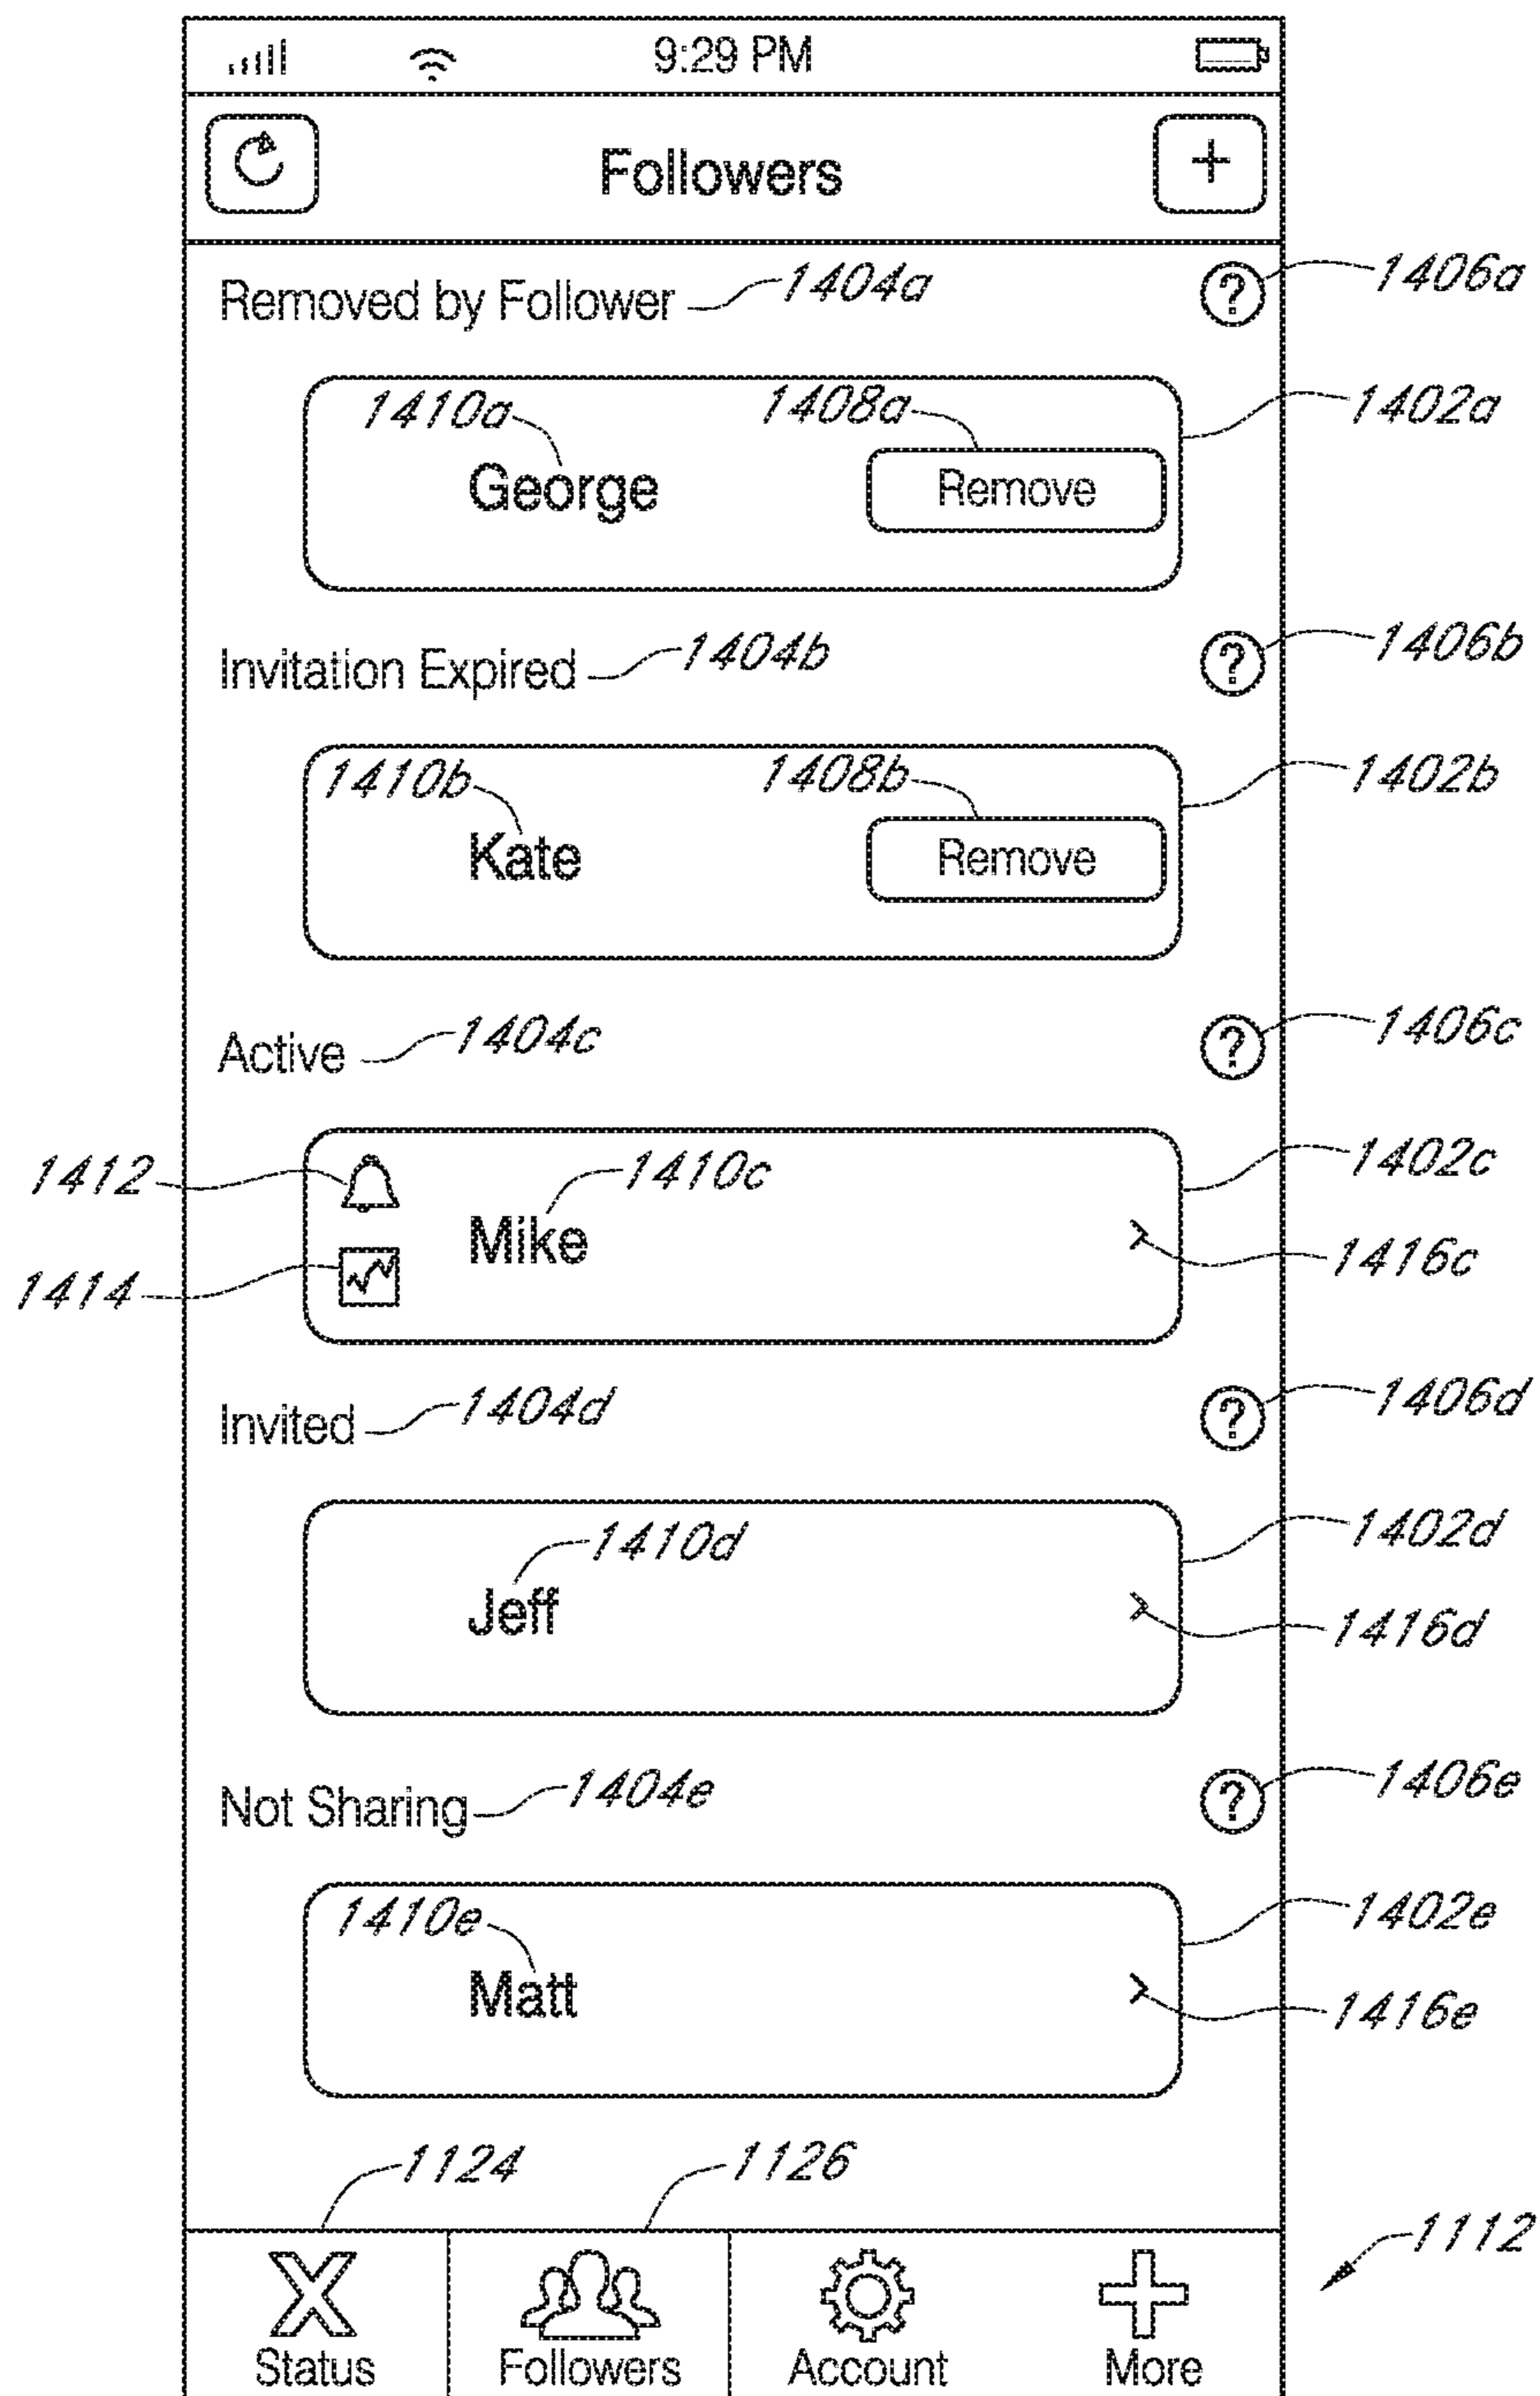 9:29 PM
Followers
+
Removed by Follower 1404a ? 1406a
1410a 1408a 1402a
George Remove
Invitation Expired 1404b ? 1406b
1410b 1408b 1402b
Kate Remove
Active 1404c ? 1406c
1412 1410c 1402c
Mike > 1416c
1414
Invited 1404d ? 1406d
1410d 1402d
Jeff > 1416d
Not Sharing 1404e ? 1406e
1410e 1402e
Matt > 1416e
1124 1126
1112
X
Status Followers Account More